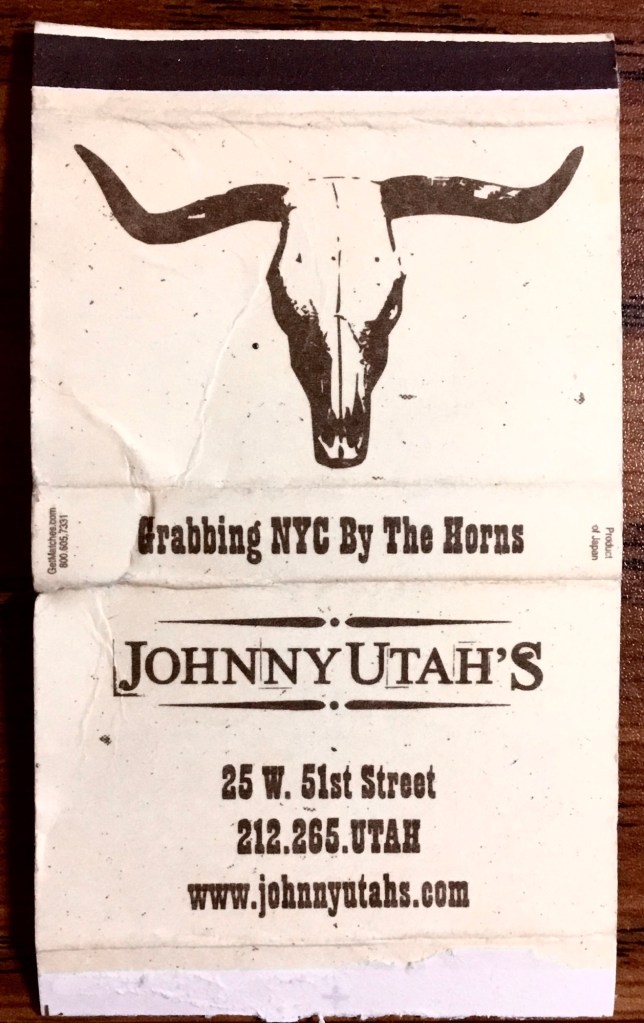 GetMatches.com
800.605.7331
Grabbing NYC By The Horns
Product
of Japan
JOHNNY UTAH'S
25 W. 51st Street
212.265.UTAH
www.johnnyutahs.com